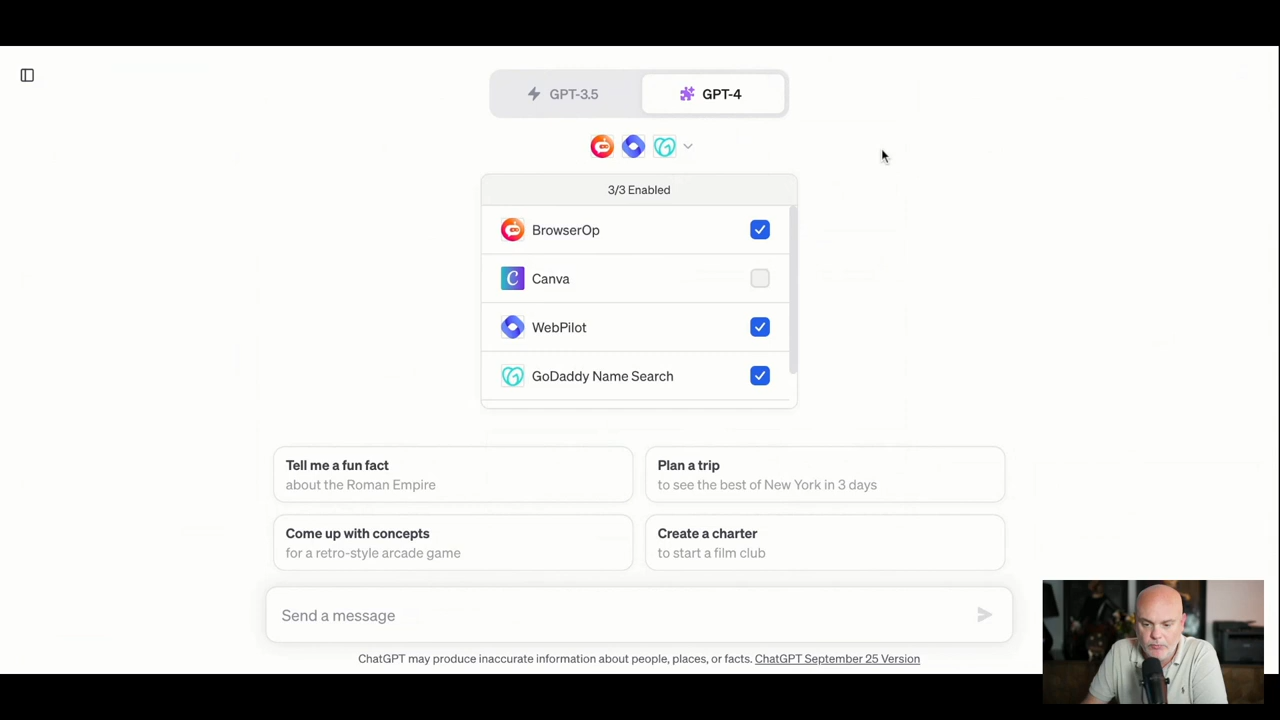 GPT-3.5
GPT-4
3/3 Enabled
BrowserOp
Canva
WebPilot
GoDaddy Name Search
Tell me a fun fact
about the Roman Empire
Plan a trip
to see the best of New York in 3 days
Come up with concepts
for a retro-style arcade game
Create a charter
to start a film club
Send a message
ChatGPT may produce inaccurate information about people, places, or facts. ChatGPT September 25 Version